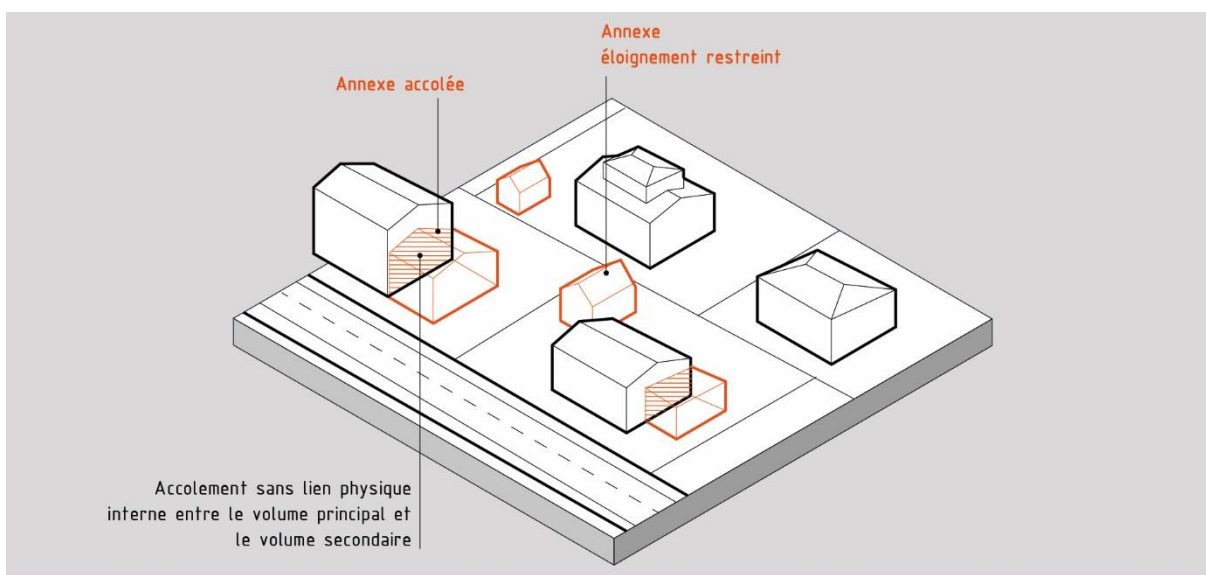 Annexe
éloignement restreint
Annexe accolée
Accolement sans lien physique
interne entre le volume principal et
le volume secondaire